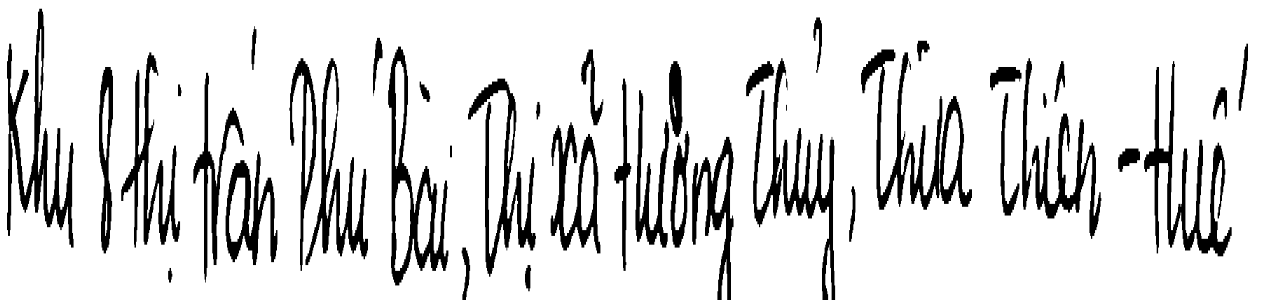 Khu 8 thị trấn Phú Bài, Thị xã Hương Thủy, Thừa Thiên - Huế